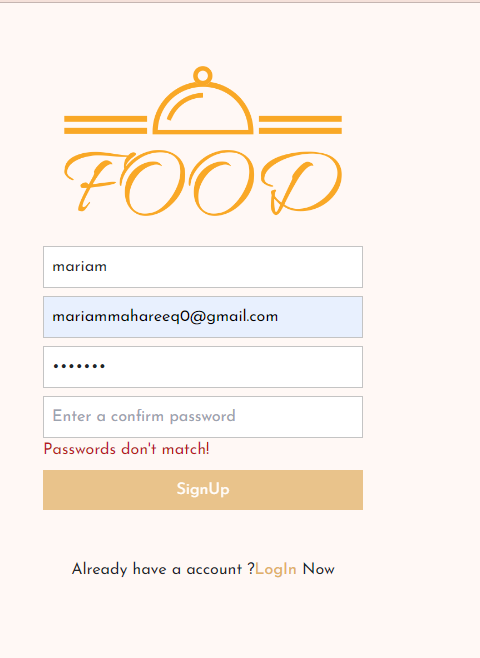 FOOD
mariam
mariammahareeq0@gmail.com
•••••••
Enter a confirm password
Passwords don't match!
SignUp
Already have a account ?LogIn Now